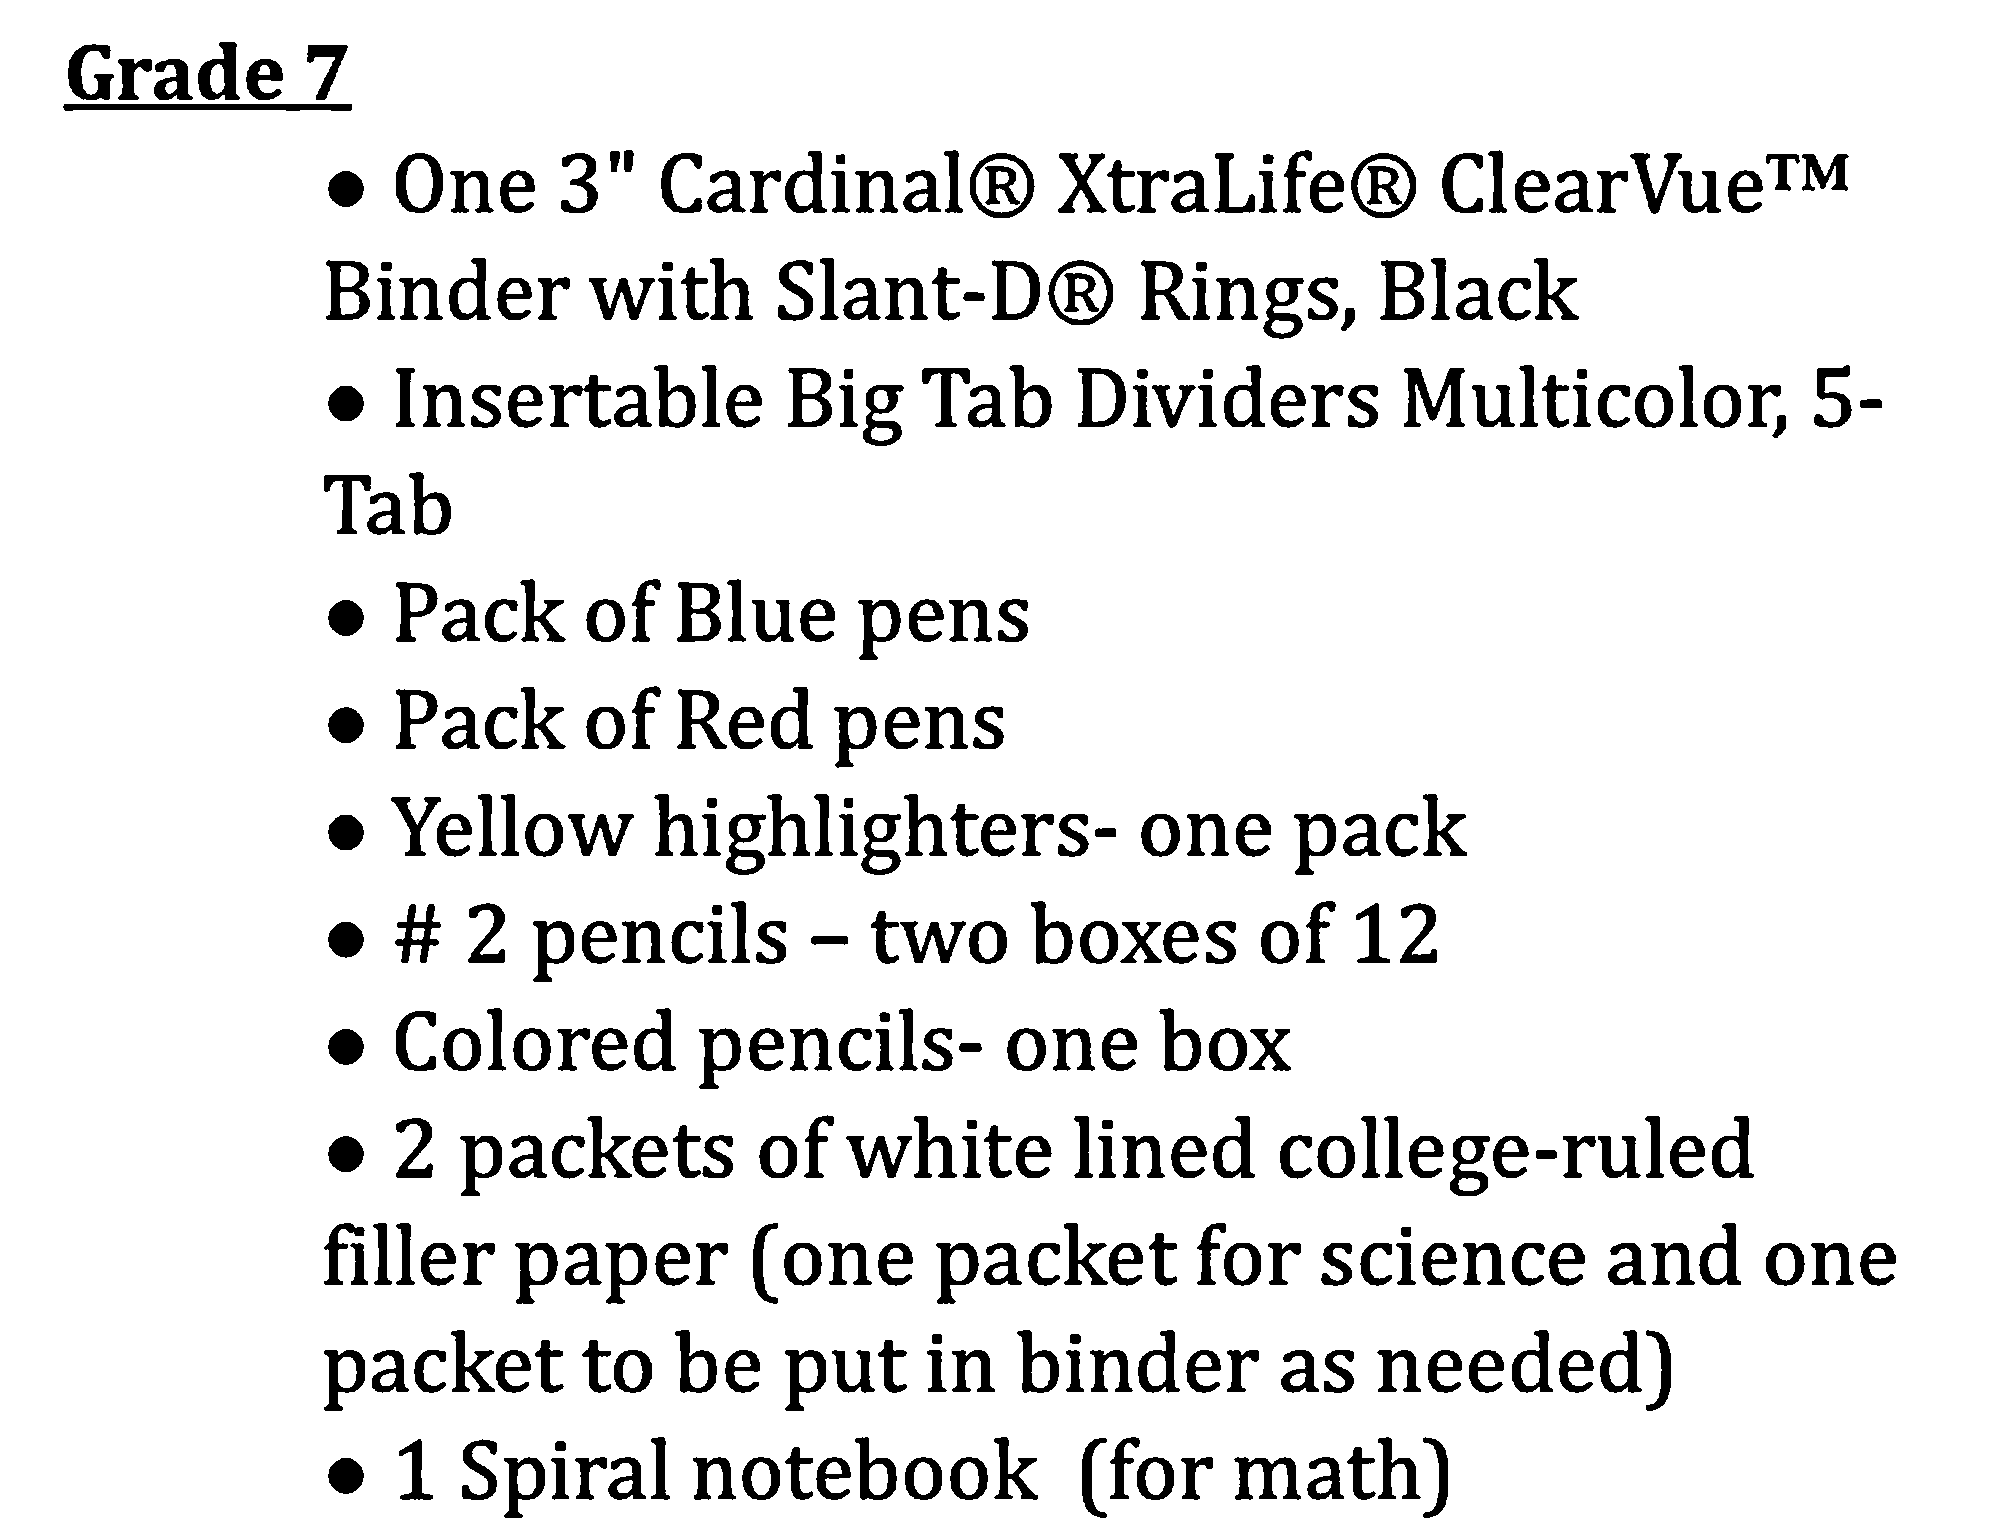 Grade 7
● One 3" Cardinal® XtraLife® ClearVue™
Binder with Slant-D® Rings, Black
● Insertable Big Tab Dividers Multicolor, 5-
Tab
● Pack of Blue pens
● Pack of Red pens
● Yellow highlighters- one pack
● # 2 pencils – two boxes of 12
● Colored pencils- one box
● 2 packets of white lined college-ruled
filler paper (one packet for science and one
packet to be put in binder as needed)
● 1 Spiral notebook  (for math)